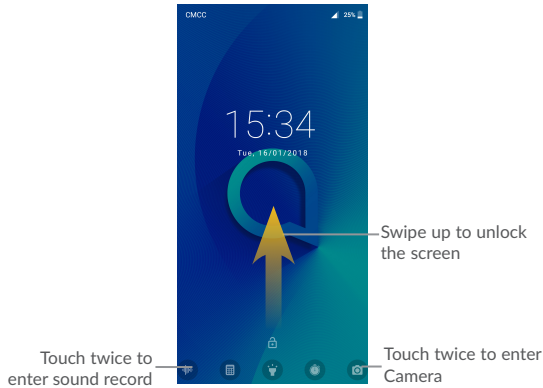 CMCC
25%
15:34
Tue, 16/01/2018
Swipe up to unlock
the screen
Touch twice to
enter sound record
Touch twice to enter
Camera